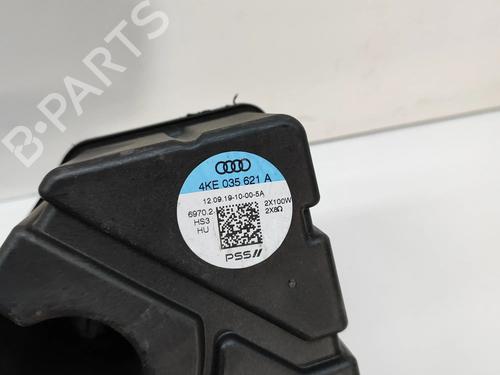 B-PARTS
4KE 035 621 A
12.09.19-10-00-5A
6970.2
HS3
HU
2X100W
2X8Ω
PSS//